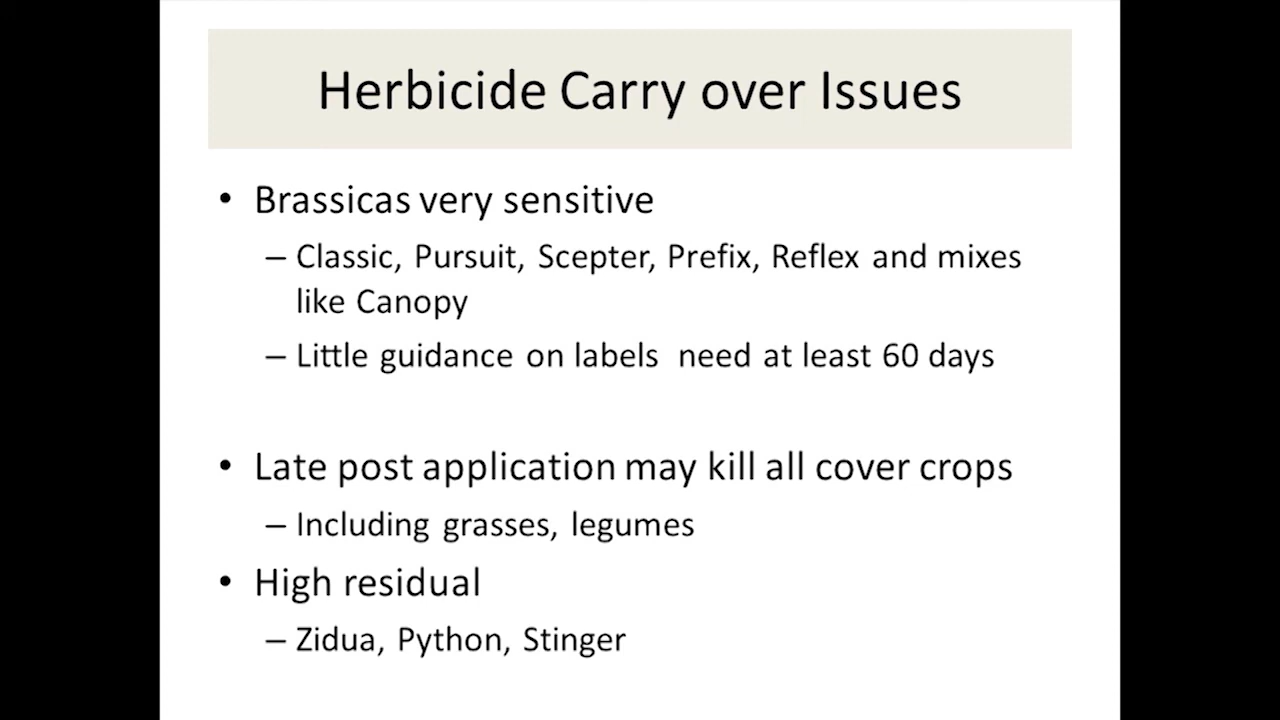 Herbicide Carry over Issues
• Brassicas very sensitive
– Classic, Pursuit, Scepter, Prefix, Reflex and mixes
like Canopy
– Little guidance on labels  need at least 60 days
• Late post application may kill all cover crops
– Including grasses, legumes
• High residual
– Zidua, Python, Stinger